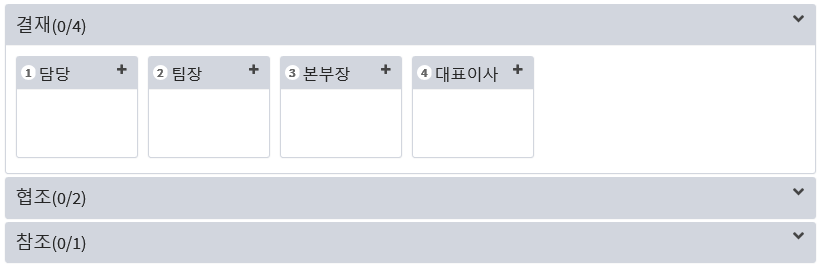 결재(0/4)
1 담당 + 2 팀장 + 3 본부장 + 4 대표이사 +
협조(0/2)
참조(0/1)